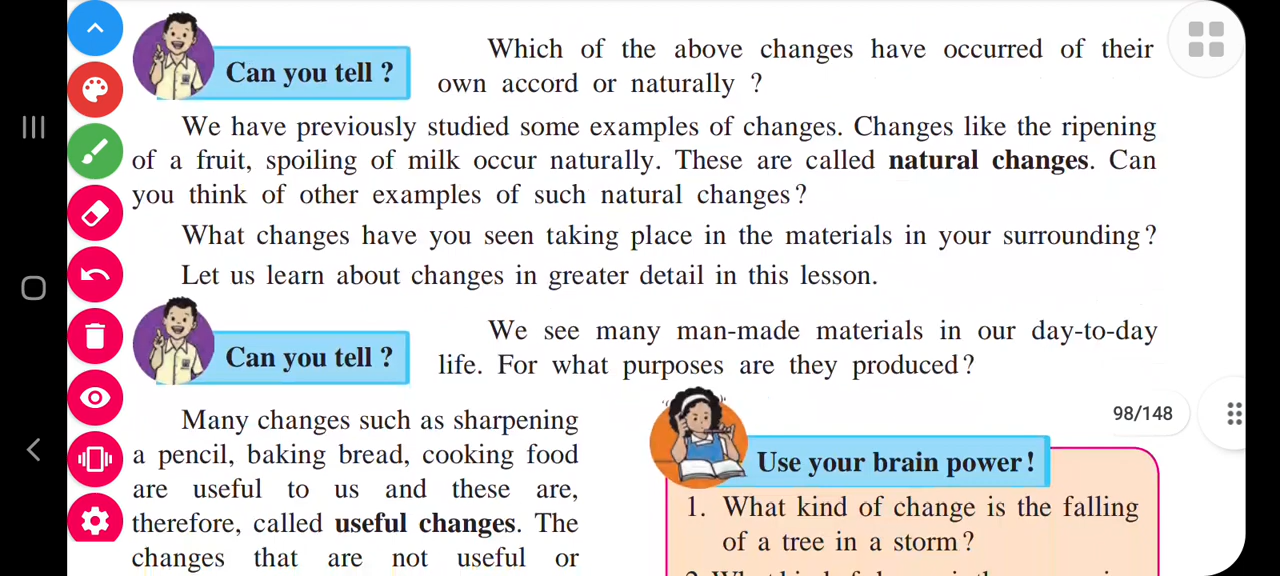 Can you tell ?
Which of the above changes have occurred of their
own accord or naturally ?
We have previously studied some examples of changes. Changes like the ripening
of a fruit, spoiling of milk occur naturally. These are called natural changes. Can
you think of other examples of such natural changes ?
What changes have you seen taking place in the materials in your surrounding ?
Let us learn about changes in greater detail in this lesson.
Can you tell ?
We see many man-made materials in our day-to-day
life. For what purposes are they produced ?
98/148
Many changes such as sharpening
a pencil, baking bread, cooking food
are useful to us and these are,
therefore, called useful changes. The
changes that are not useful or
Use your brain power !
1. What kind of change is the falling
of a tree in a storm ?